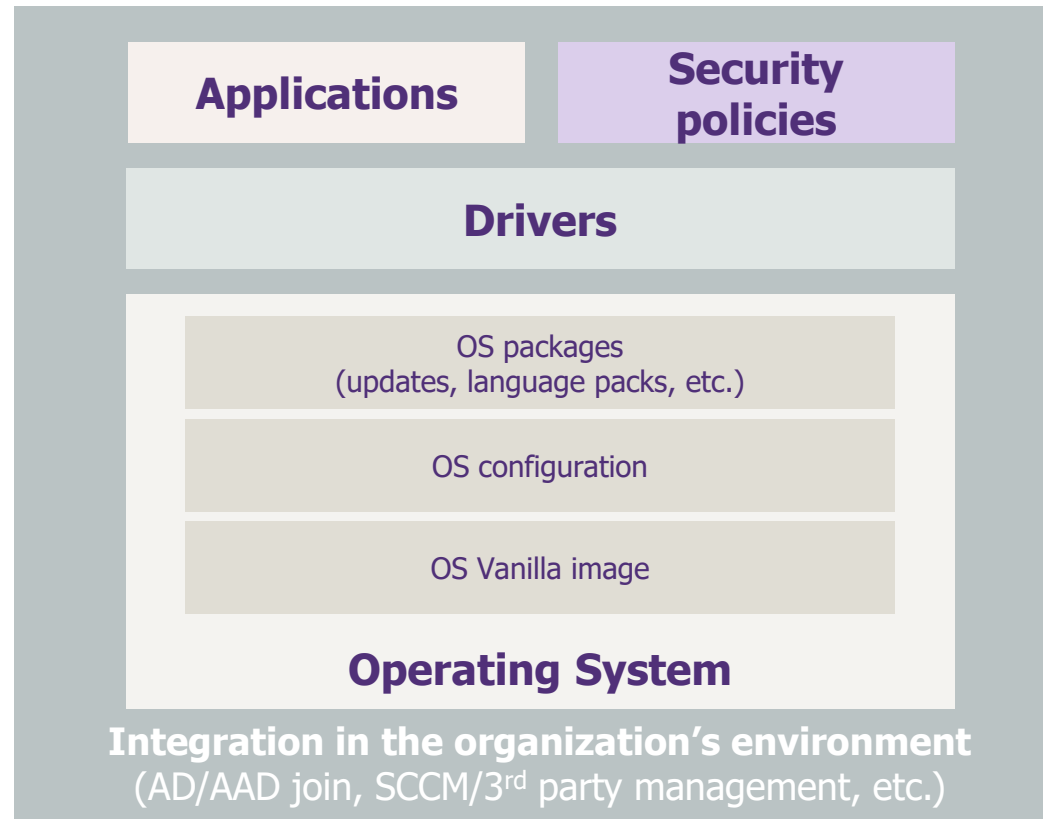 Applications
Security
policies
Drivers
OS packages
(updates, language packs, etc.)
OS configuration
OS Vanilla image
Operating System
Integration in the organization’s environment
(AD/AAD join, SCCM/3rd party management, etc.)